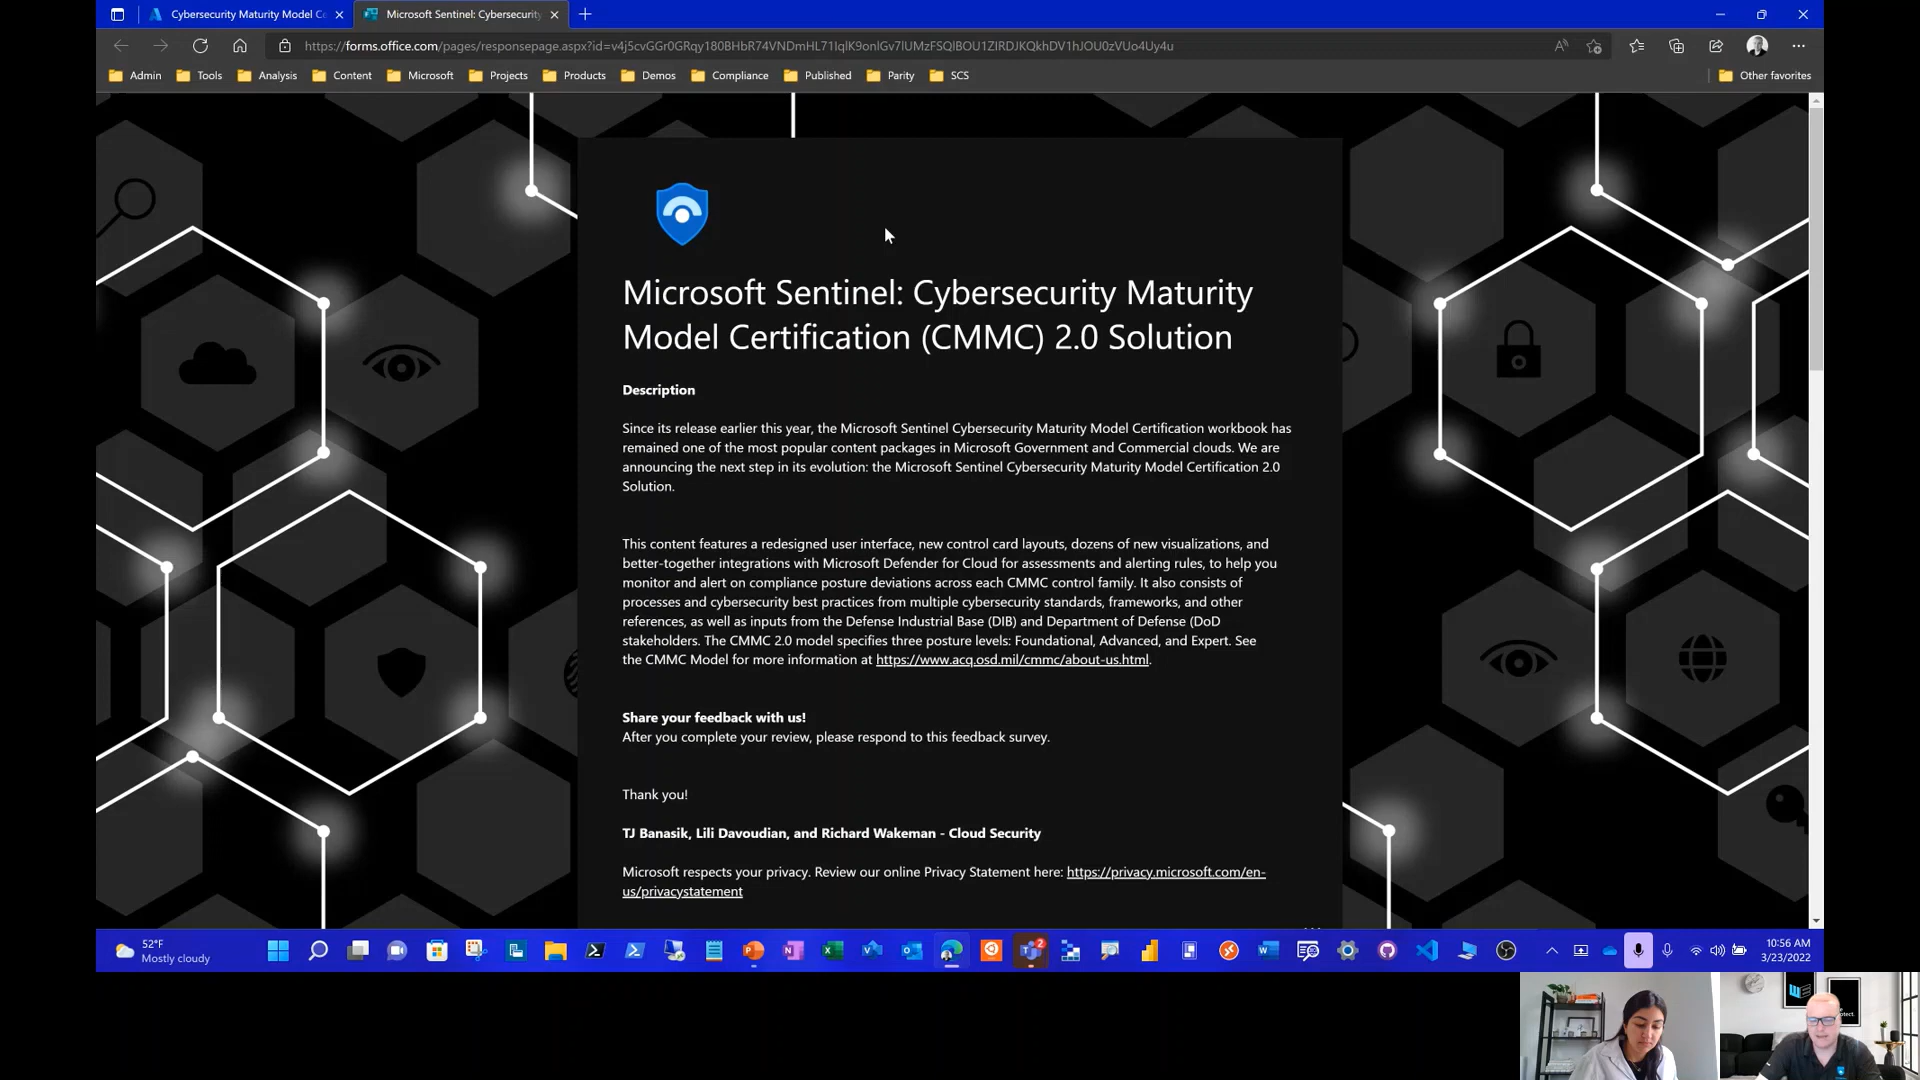 Cybersecurity Maturity Model Ce
Microsoft Sentinel: Cybersecurity
https://forms.office.com/pages/responsepage.aspx?id=v4j5cvGGr0GRqy180BHbR74VNDmHL71IqlK9onlGv7lUMzFSQlBOU1ZIRDJKQkhDV1hJOU0zVUo4Uy4u
Admin Tools Analysis Content Microsoft Projects Products Demos Compliance Published Parity SCS Other favorites
Microsoft Sentinel: Cybersecurity Maturity
Model Certification (CMMC) 2.0 Solution
Description
Since its release earlier this year, the Microsoft Sentinel Cybersecurity Maturity Model Certification workbook has
remained one of the most popular content packages in Microsoft Government and Commercial clouds. We are
announcing the next step in its evolution: the Microsoft Sentinel Cybersecurity Maturity Model Certification 2.0
Solution.
This content features a redesigned user interface, new control card layouts, dozens of new visualizations, and
better-together integrations with Microsoft Defender for Cloud for assessments and alerting rules, to help you
monitor and alert on compliance posture deviations across each CMMC control family. It also consists of
processes and cybersecurity best practices from multiple cybersecurity standards, frameworks, and other
references, as well as inputs from the Defense Industrial Base (DIB) and Department of Defense (DoD
stakeholders. The CMMC 2.0 model specifies three posture levels: Foundational, Advanced, and Expert. See
the CMMC Model for more information at https://www.acq.osd.mil/cmmc/about-us.html.
Share your feedback with us!
After you complete your review, please respond to this feedback survey.
Thank you!
TJ Banasik, Lili Davoudian, and Richard Wakeman - Cloud Security
Microsoft respects your privacy. Review our online Privacy Statement here: https://privacy.microsoft.com/en-
us/privacystatement
52°F
Mostly cloudy
2
10:56 AM
3/23/2022